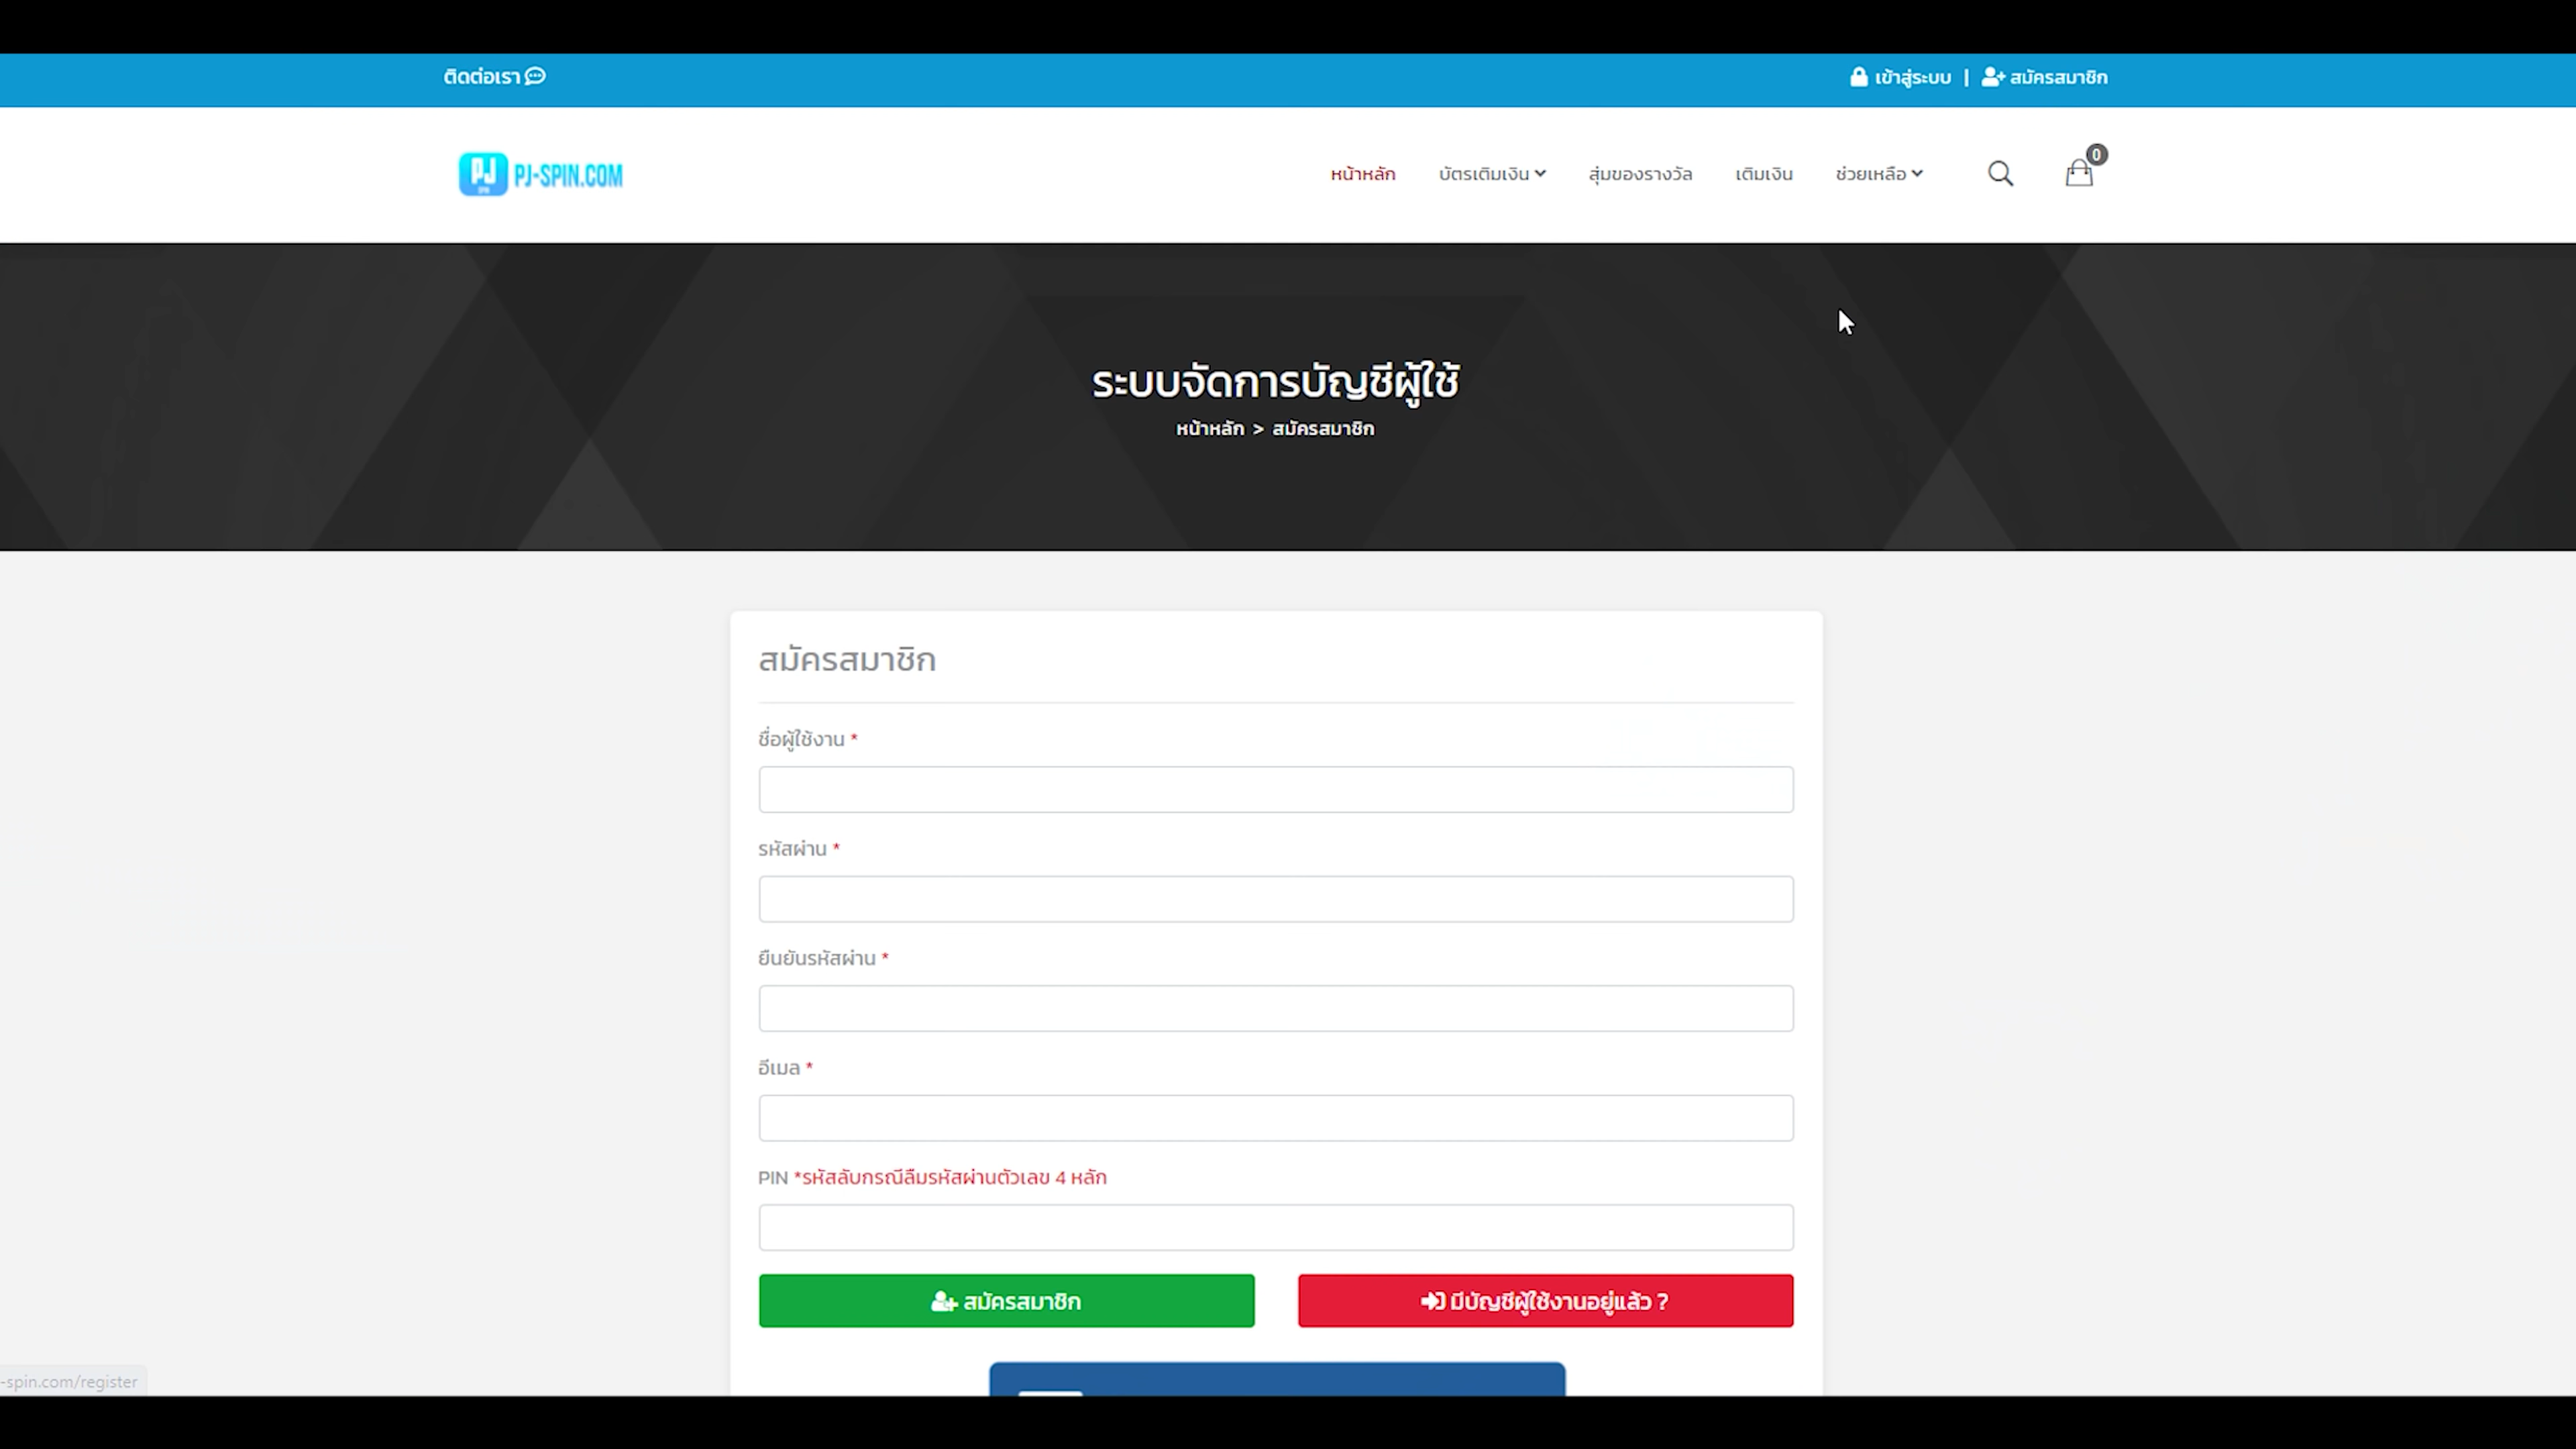 ติดต่อเรา
เข้าสู่ระบบ | สมัครสมาชิก
PJ PJ-SPIN.COM
หน้าหลัก บัตรเติมเงิน สุ่มของรางวัล เติมเงิน ช่วยเหลือ 0
ระบบจัดการบัญชีผู้ใช้
หน้าหลัก > สมัครสมาชิก
สมัครสมาชิก
ชื่อผู้ใช้งาน *
รหัสผ่าน *
ยืนยันรหัสผ่าน *
อีเมล *
PIN *รหัสลับกรณีลืมรหัสผ่านตัวเลข 4 หลัก
สมัครสมาชิก
มีบัญชีผู้ใช้งานอยู่แล้ว ?
-spin.com/register